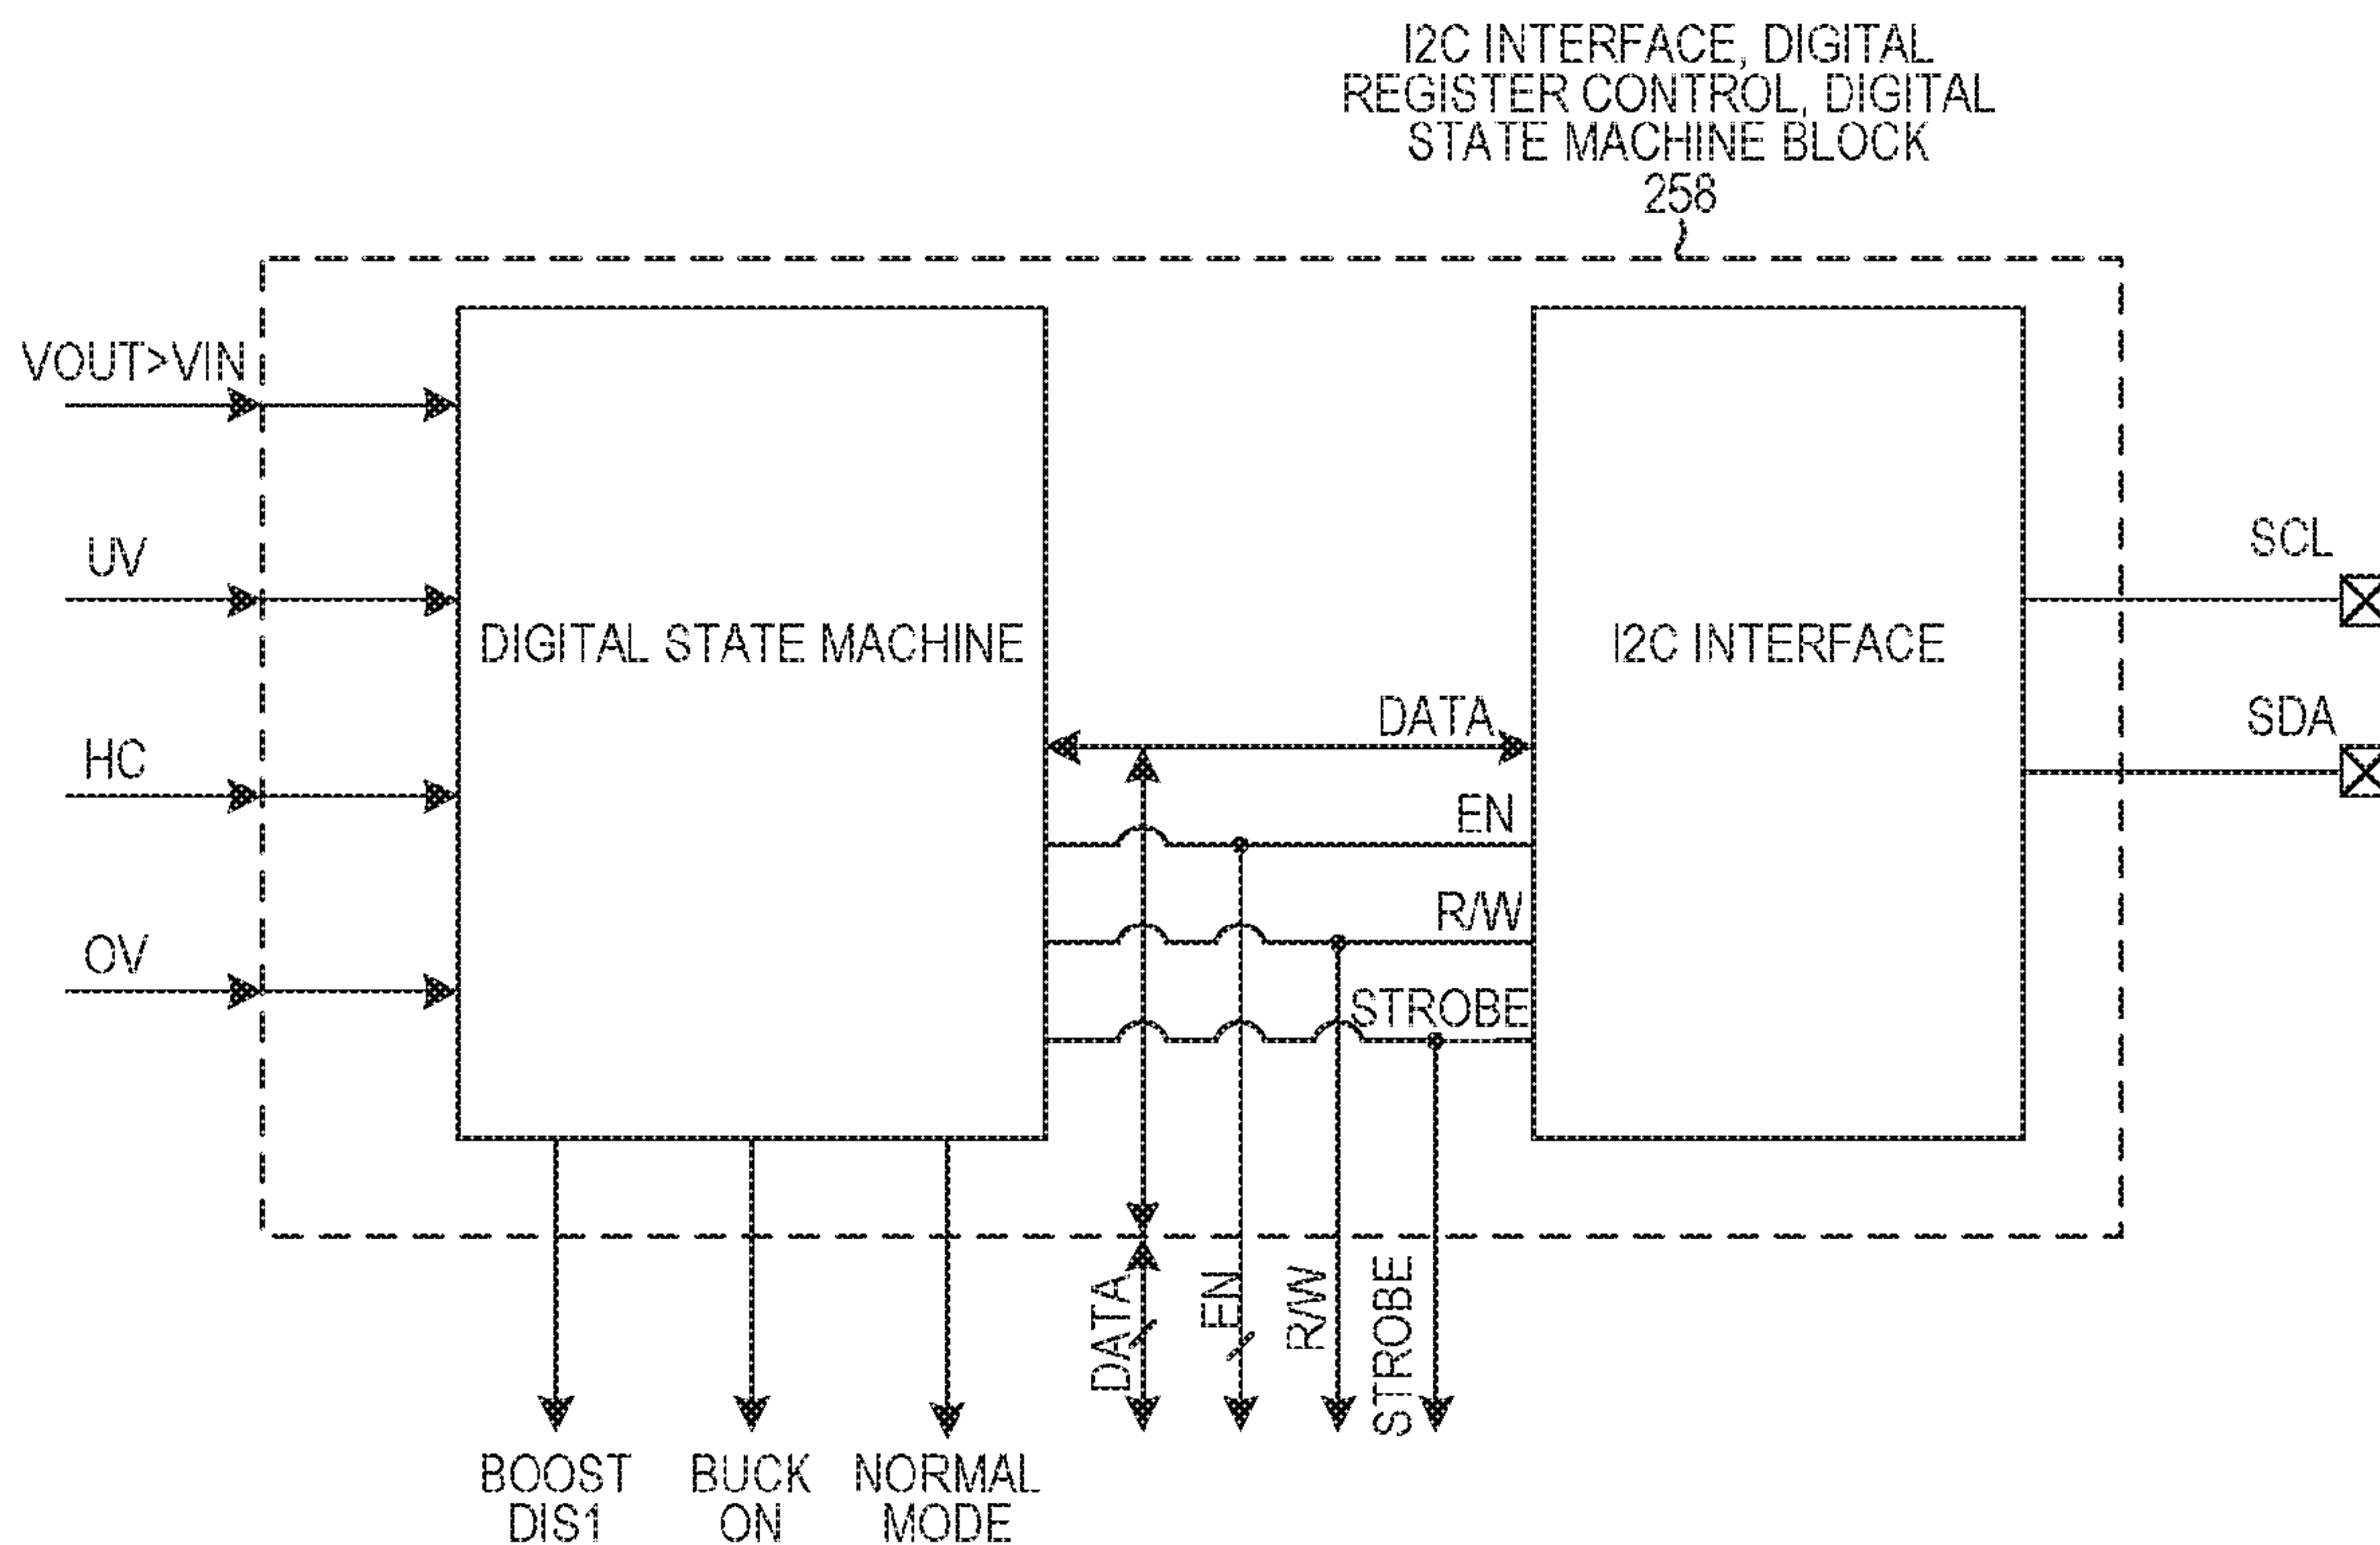 I2C INTERFACE, DIGITAL
REGISTER CONTROL, DIGITAL
STATE MACHINE BLOCK
258
VOUT>VIN
UV
HC
OV
DIGITAL STATE MACHINE
I2C INTERFACE
SCL
SDA
DATA
EN
R/W
STROBE
DATA
EN
R/W
STROBE
BOOST
DIS1
BUCK
ON
NORMAL
MODE